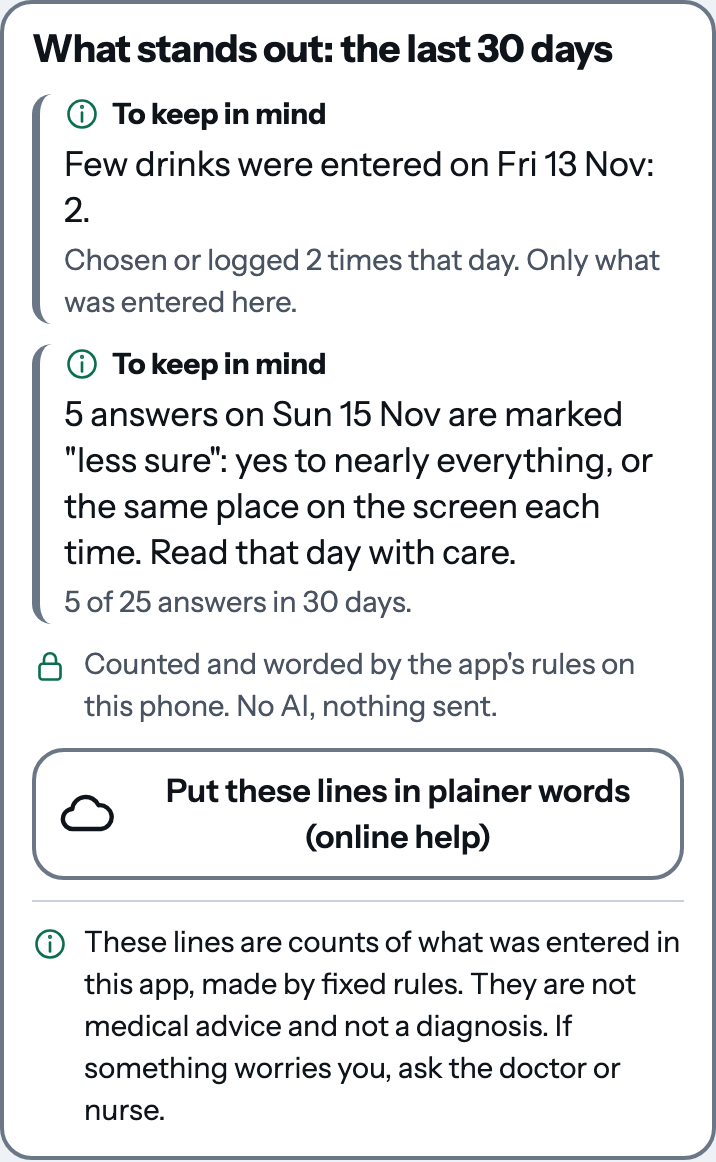 What stands out: the last 30 days
To keep in mind
Few drinks were entered on Fri 13 Nov:
2.
Chosen or logged 2 times that day. Only what
was entered here.
To keep in mind
5 answers on Sun 15 Nov are marked
"less sure": yes to nearly everything, or
the same place on the screen each
time. Read that day with care.
5 of 25 answers in 30 days.
Counted and worded by the app's rules on
this phone. No AI, nothing sent.
Put these lines in plainer words
(online help)
These lines are counts of what was entered in
this app, made by fixed rules. They are not
medical advice and not a diagnosis. If
something worries you, ask the doctor or
nurse.